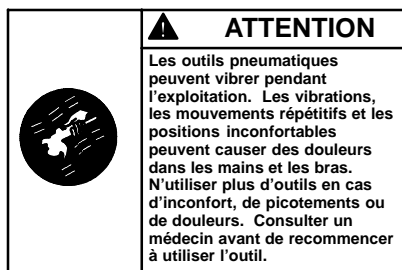 ATTENTION
Les outils pneumatiques
peuvent vibrer pendant
l'exploitation. Les vibrations,
les mouvements répétitifs et les
positions inconfortables
peuvent causer des douleurs
dans les mains et les bras.
N'utiliser plus d'outils en cas
d'inconfort, de picotements ou
de douleurs. Consulter un
médecin avant de recommencer
à utiliser l'outil.